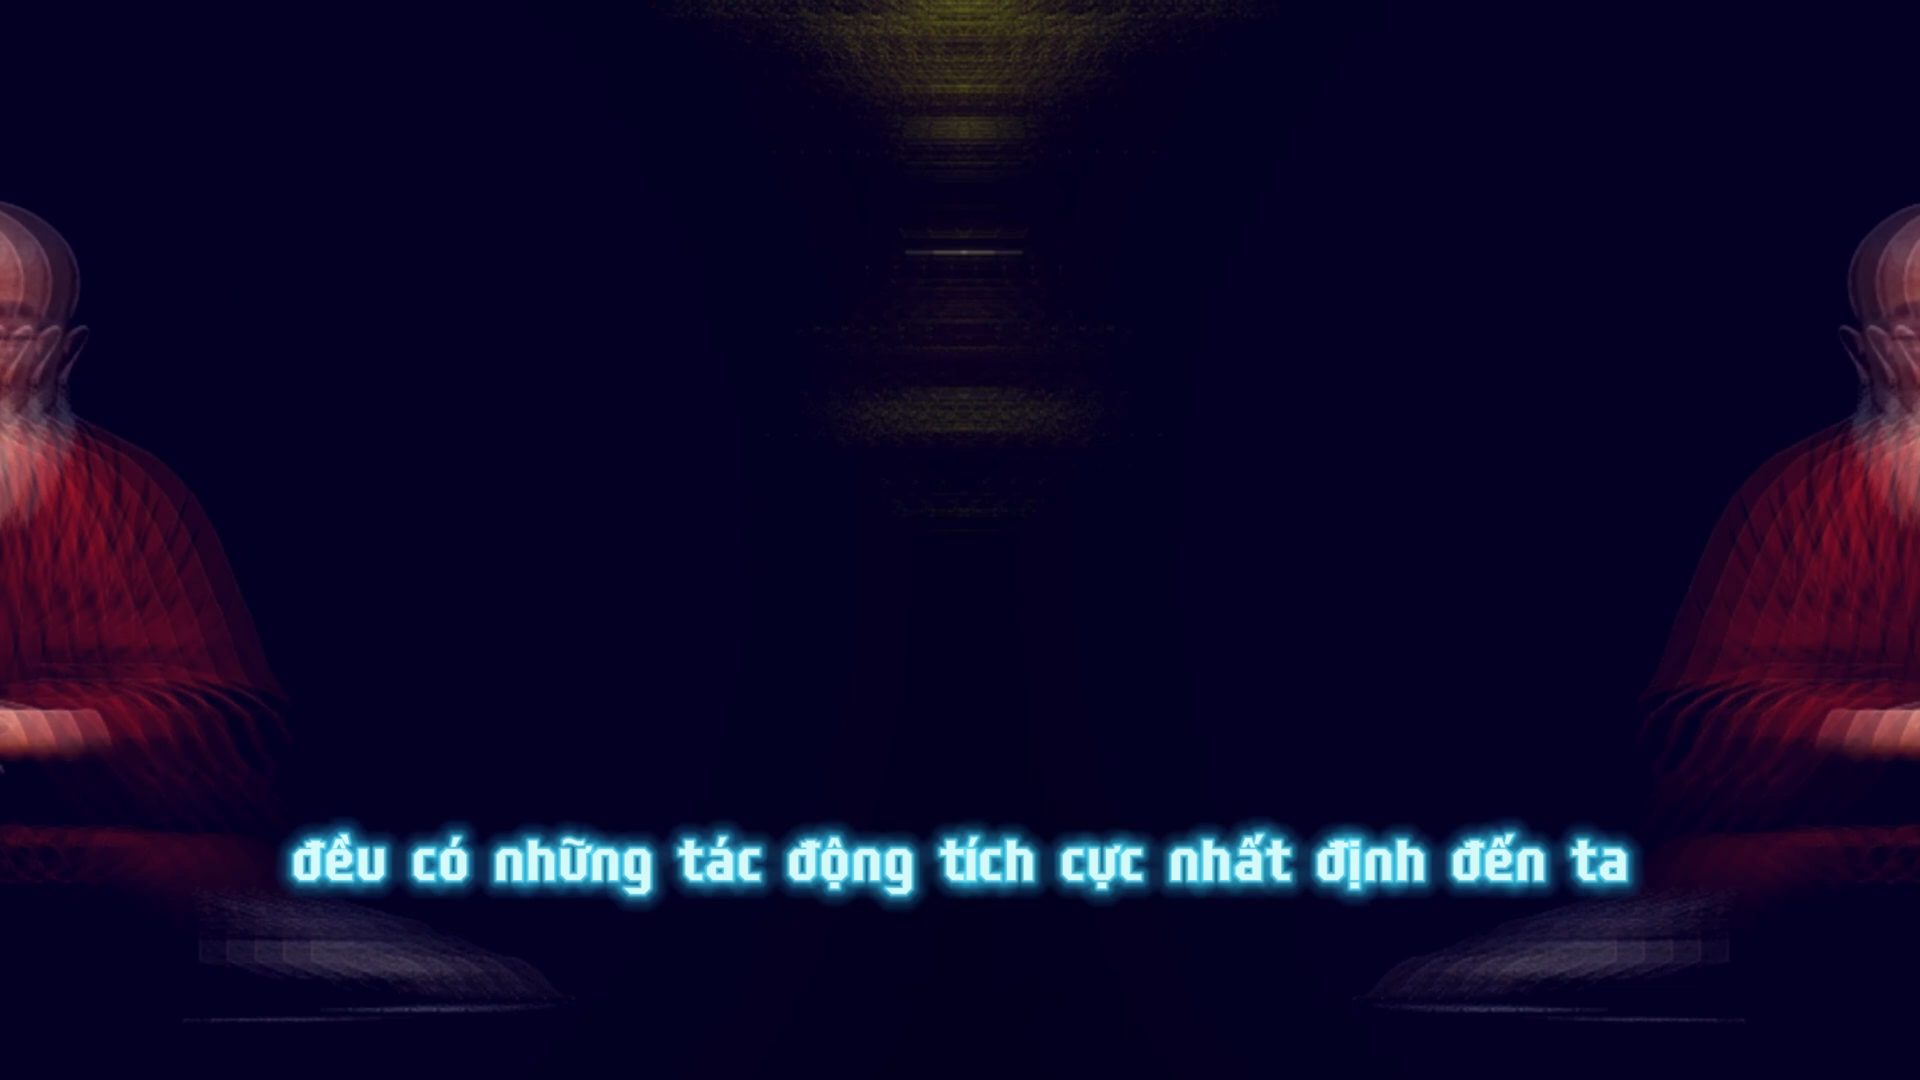 đều có những tác động tích cực nhất định đến ta